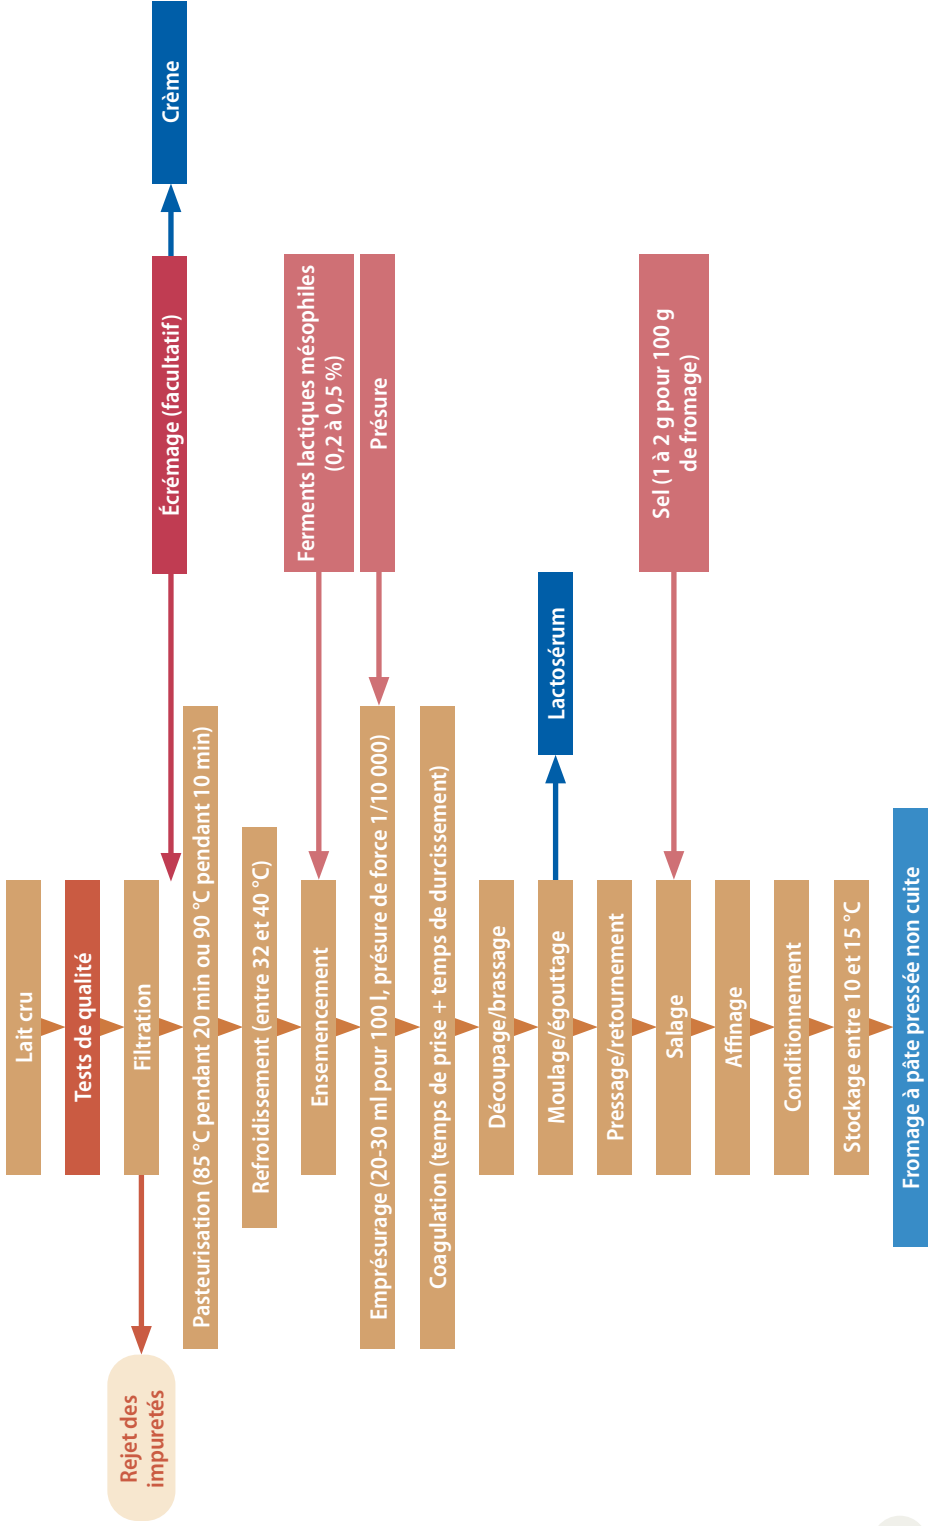 Lait cru
Tests de qualité
Filtration
Rejet des
impuretés
Écrémage (facultatif)
Crème
Pasteurisation (85 °C pendant 20 min ou 90 °C pendant 10 min)
Refroidissement (entre 32 et 40 °C)
Ensemencement
Ferments lactiques mésophiles
(0,2 à 0,5 %)
Emprésurage (20-30 ml pour 100 l, présure de force 1/10 000)
Présure
Coagulation (temps de prise + temps de durcissement)
Découpage/brassage
Moulage/égouttage
Lactosérum
Pressage/retournement
Salage
Sel (1 à 2 g pour 100 g
de fromage)
Affinage
Conditionnement
Stockage entre 10 et 15 °C
Fromage à pâte pressée non cuite